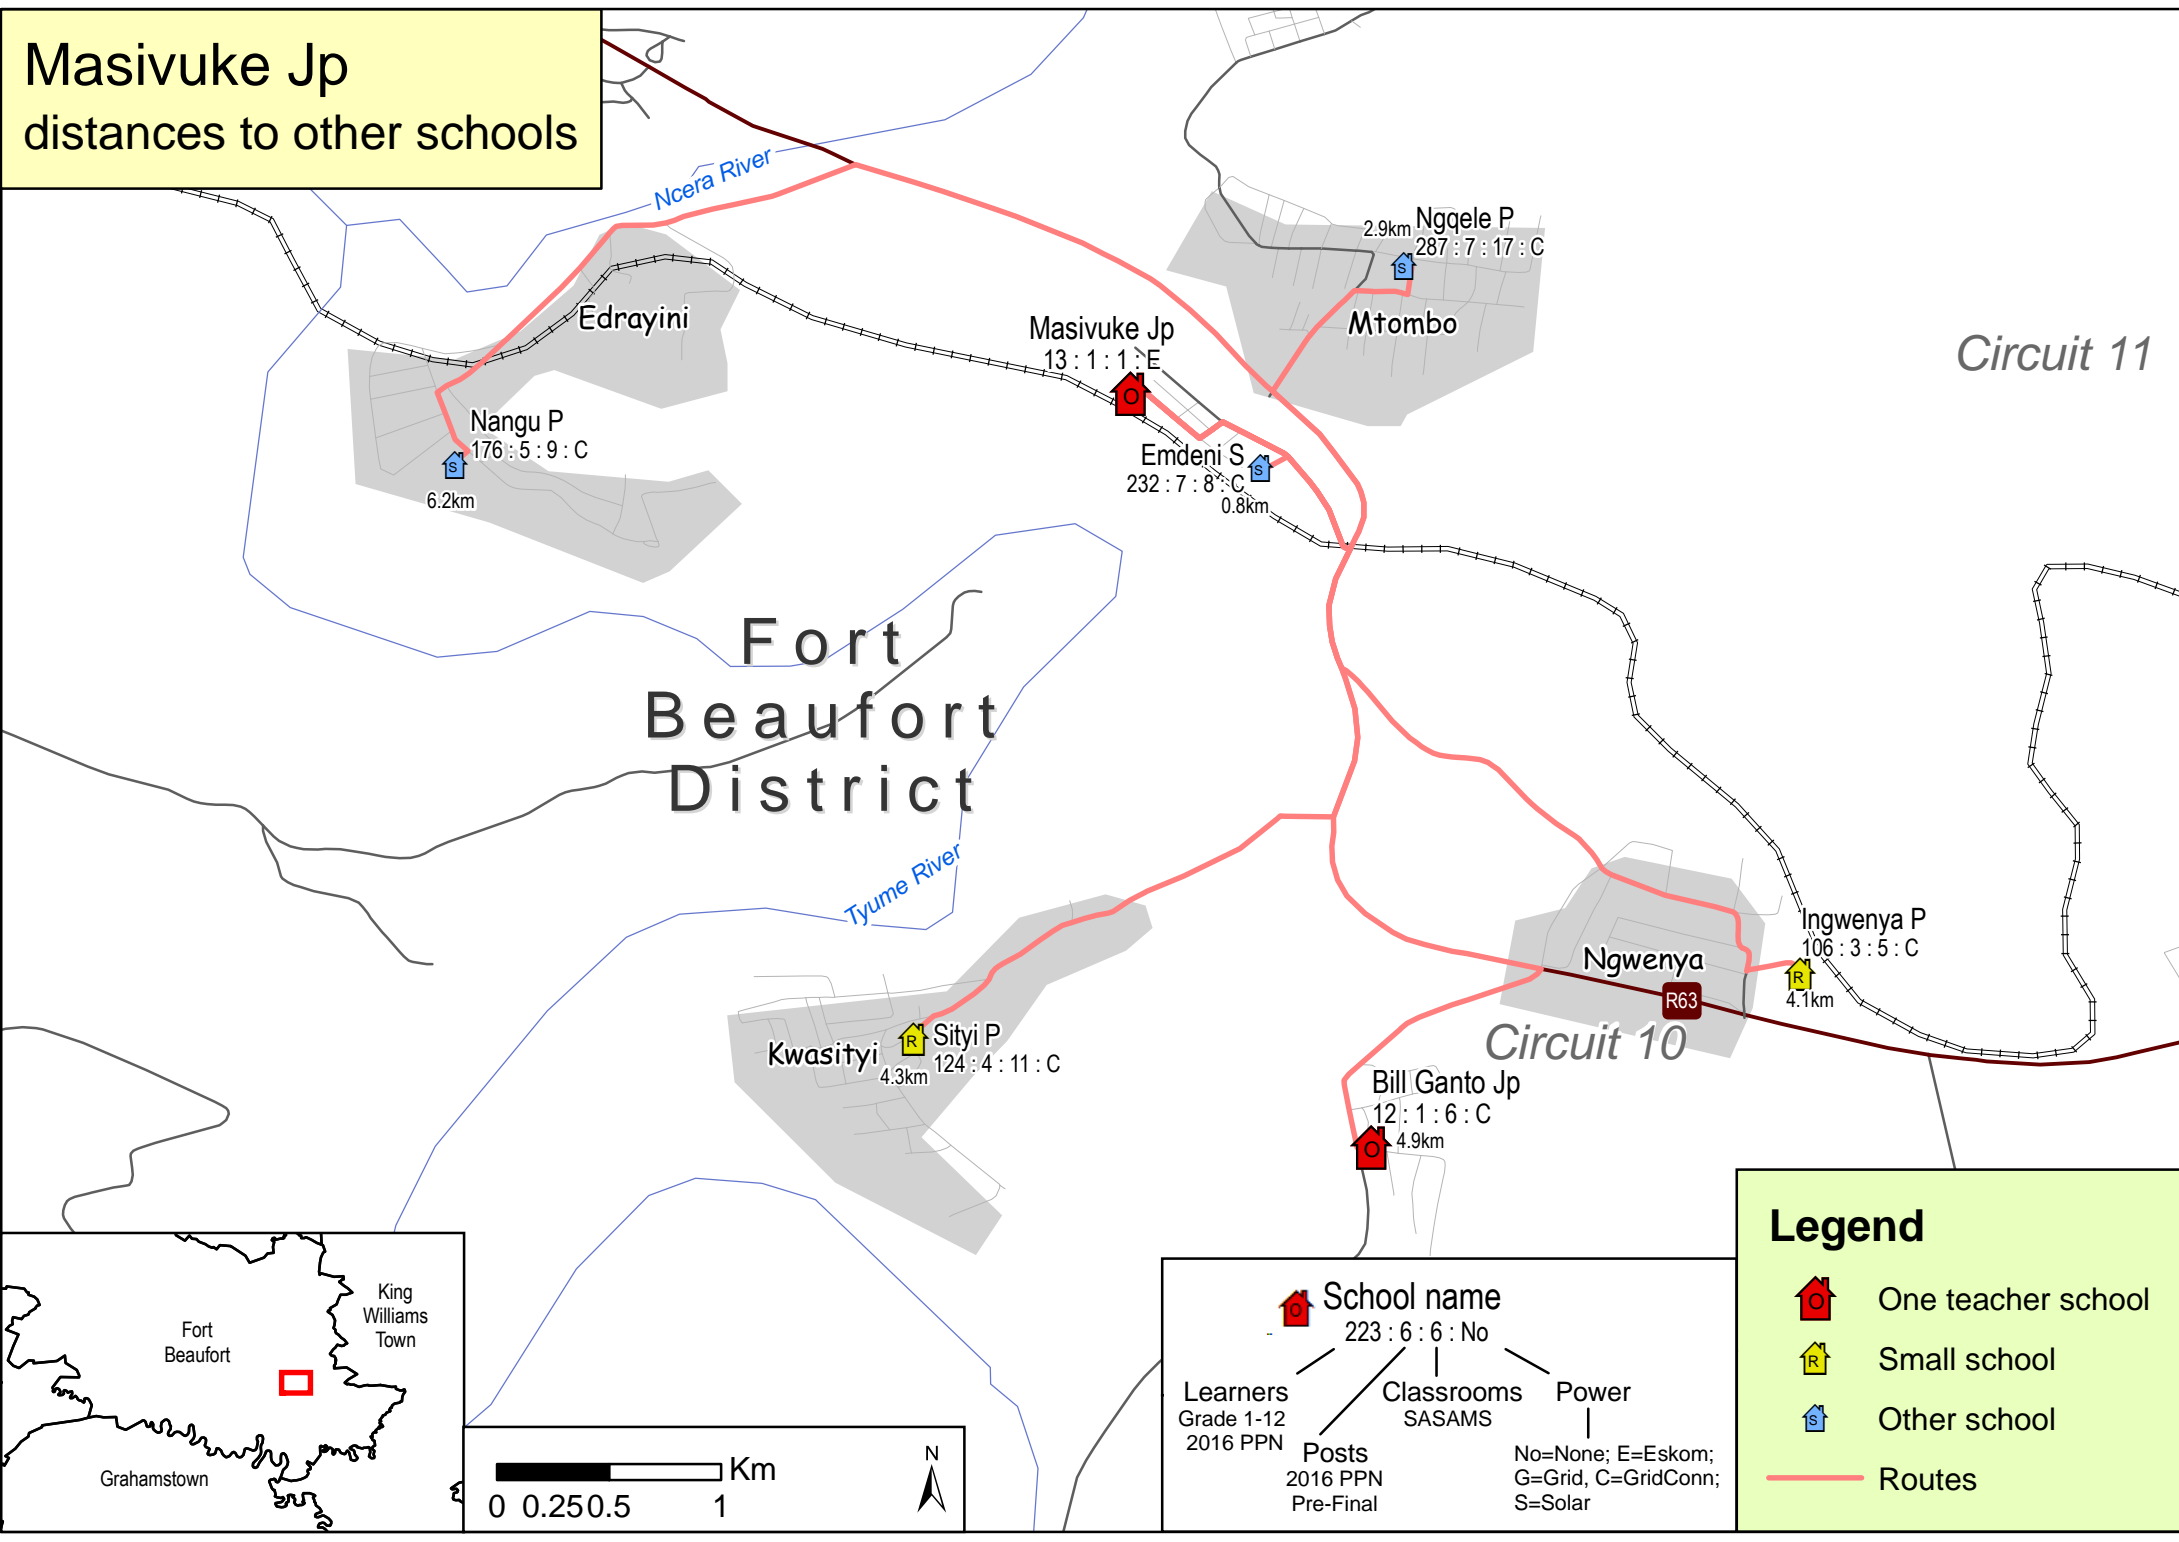 Masivuke Jp
distances to other schools
Ncera River
Ngqele P
2.9km
287 : 7 : 17 : C
Mtombo
Circuit 11
Edrayini
Masivuke Jp
13 : 1 : 1 : E
O
S
Nangu P
176 : 5 : 9 : C
S
6.2km
Emdeni S
232 : 7 : 8 : C
S
0.8km
Fort
Beaufort
District
Tyume River
Ingwenya P
106 : 3 : 5 : C
R
4.1km
Ngwenya
R63
Circuit 10
Kwasityi
R
Sityi P
124 : 4 : 11 : C
4.3km
Bill Ganto Jp
12 : 1 : 6 : C
O
4.9km
King
Williams
Town
Fort
Beaufort
Grahamstown
Km
0 0.25 0.5 1
N
O
School name
223 : 6 : 6 : No
Learners
Grade 1-12
2016 PPN
Posts
2016 PPN
Pre-Final
Classrooms
SASAMS
Power
No=None; E=Eskom;
G=Grid, C=GridConn;
S=Solar
Legend
O One teacher school
R Small school
S Other school
Routes